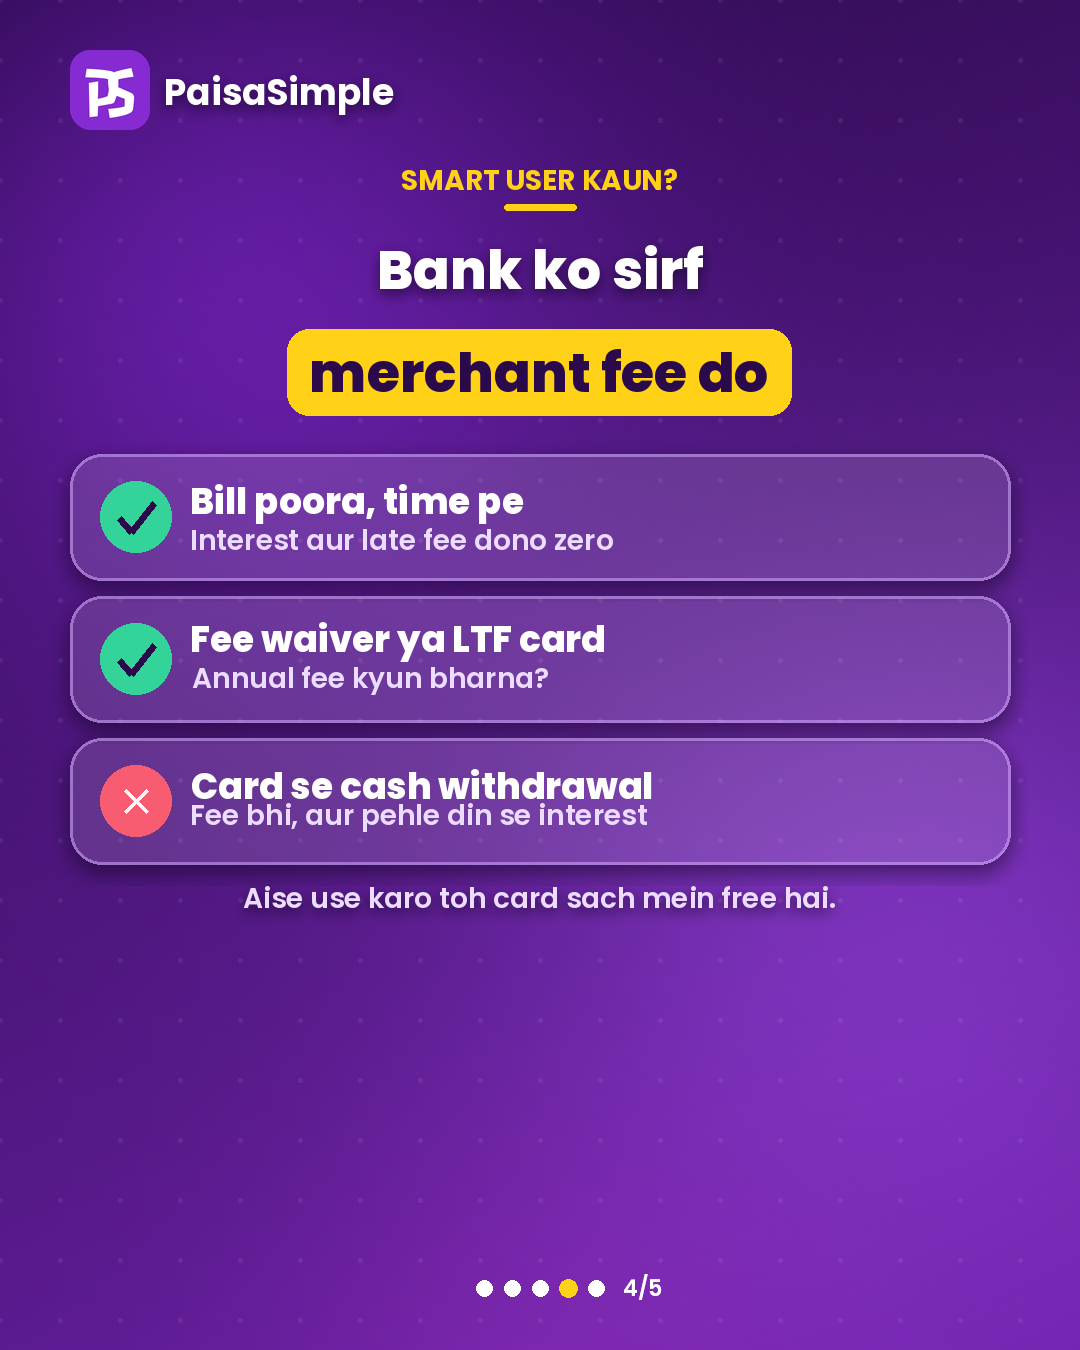 PS
PaisaSimple
SMART USER KAUN?
Bank ko sirf
merchant fee do
Bill poora, time pe
Interest aur late fee dono zero
Fee waiver ya LTF card
Annual fee kyun bharna?
Card se cash withdrawal
Fee bhi, aur pehle din se interest
Aise use karo toh card sach mein free hai.
4/5